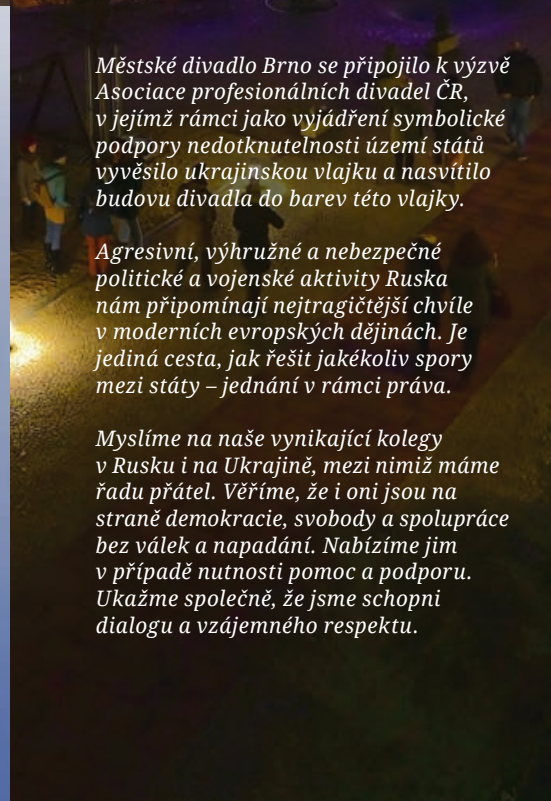 Městské divadlo Brno se připojilo k výzvě
Asociace profesionálních divadel ČR,
v jejímž rámci jako vyjádření symbolické
podpory nedotknutelnosti území států
vyvěsilo ukrajinskou vlajku a nasvítilo
budovu divadla do barev této vlajky.

Agresivní, výhružné a nebezpečné
politické a vojenské aktivity Ruska
nám připomínají nejtragičtější chvíle
v moderních evropských dějinách. Je
jediná cesta, jak řešit jakékoliv spory
mezi státy – jednání v rámci práva.

Myslíme na naše vynikající kolegy
v Rusku i na Ukrajině, mezi nimiž máme
řadu přátel. Věříme, že i oni jsou na
straně demokracie, svobody a spolupráce
bez válek a napadání. Nabízíme jim
v případě nutnosti pomoc a podporu.
Ukažme společně, že jsme schopni
dialogu a vzájemného respektu.